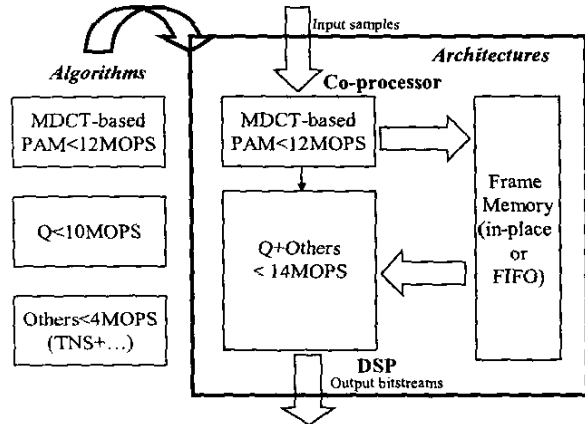 Input samples
Algorithms
Architectures
Co-processor
MDCT-based
PAM<12MOPS
MDCT-based
PAM<12MOPS
Q<10MOPS
Q+Others
< 14MOPS
Frame
Memory
(in-place
or
FIFO)
Others<4MOPS
(TNS+...)
DSP
Output bitstreams